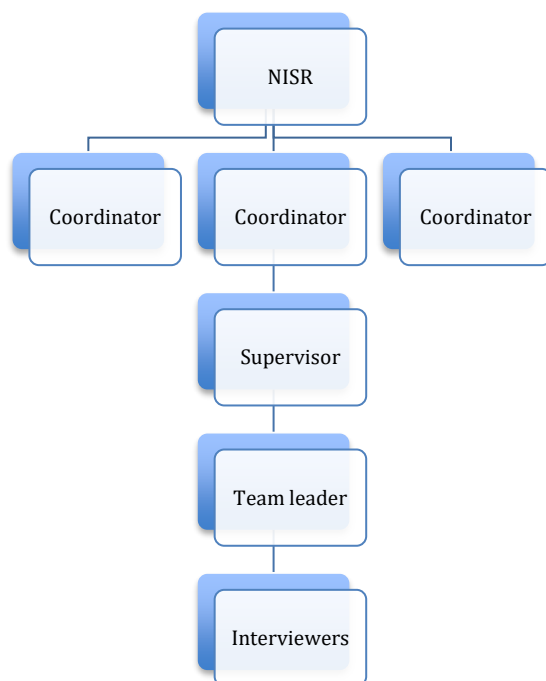 NISR
Coordinator
Coordinator
Coordinator
Supervisor
Team leader
Interviewers